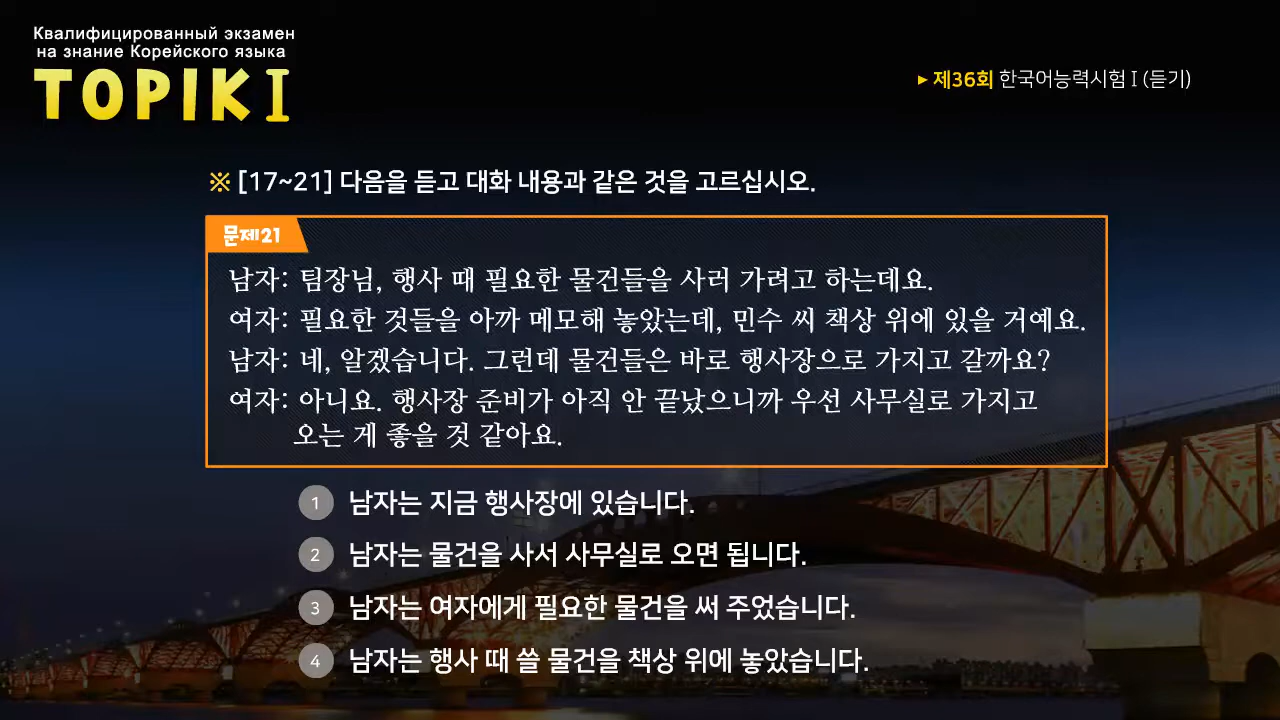 Квалифицированный экзамен
на знание Корейского языка
TOPIK I
▸ 제36회 한국어능력시험 I (듣기)
※ [17~21] 다음을 듣고 대화 내용과 같은 것을 고르십시오.
문제21
남자: 팀장님, 행사 때 필요한 물건들을 사러 가려고 하는데요.
여자: 필요한 것들을 아까 메모해 놓았는데, 민수 씨 책상 위에 있을 거예요.
남자: 네, 알겠습니다. 그런데 물건들은 바로 행사장으로 가지고 갈까요?
여자: 아니요. 행사장 준비가 아직 안 끝났으니까 우선 사무실로 가지고
오는 게 좋을 것 같아요.
1 남자는 지금 행사장에 있습니다.
2 남자는 물건을 사서 사무실로 오면 됩니다.
3 남자는 여자에게 필요한 물건을 써 주었습니다.
4 남자는 행사 때 쓸 물건을 책상 위에 놓았습니다.